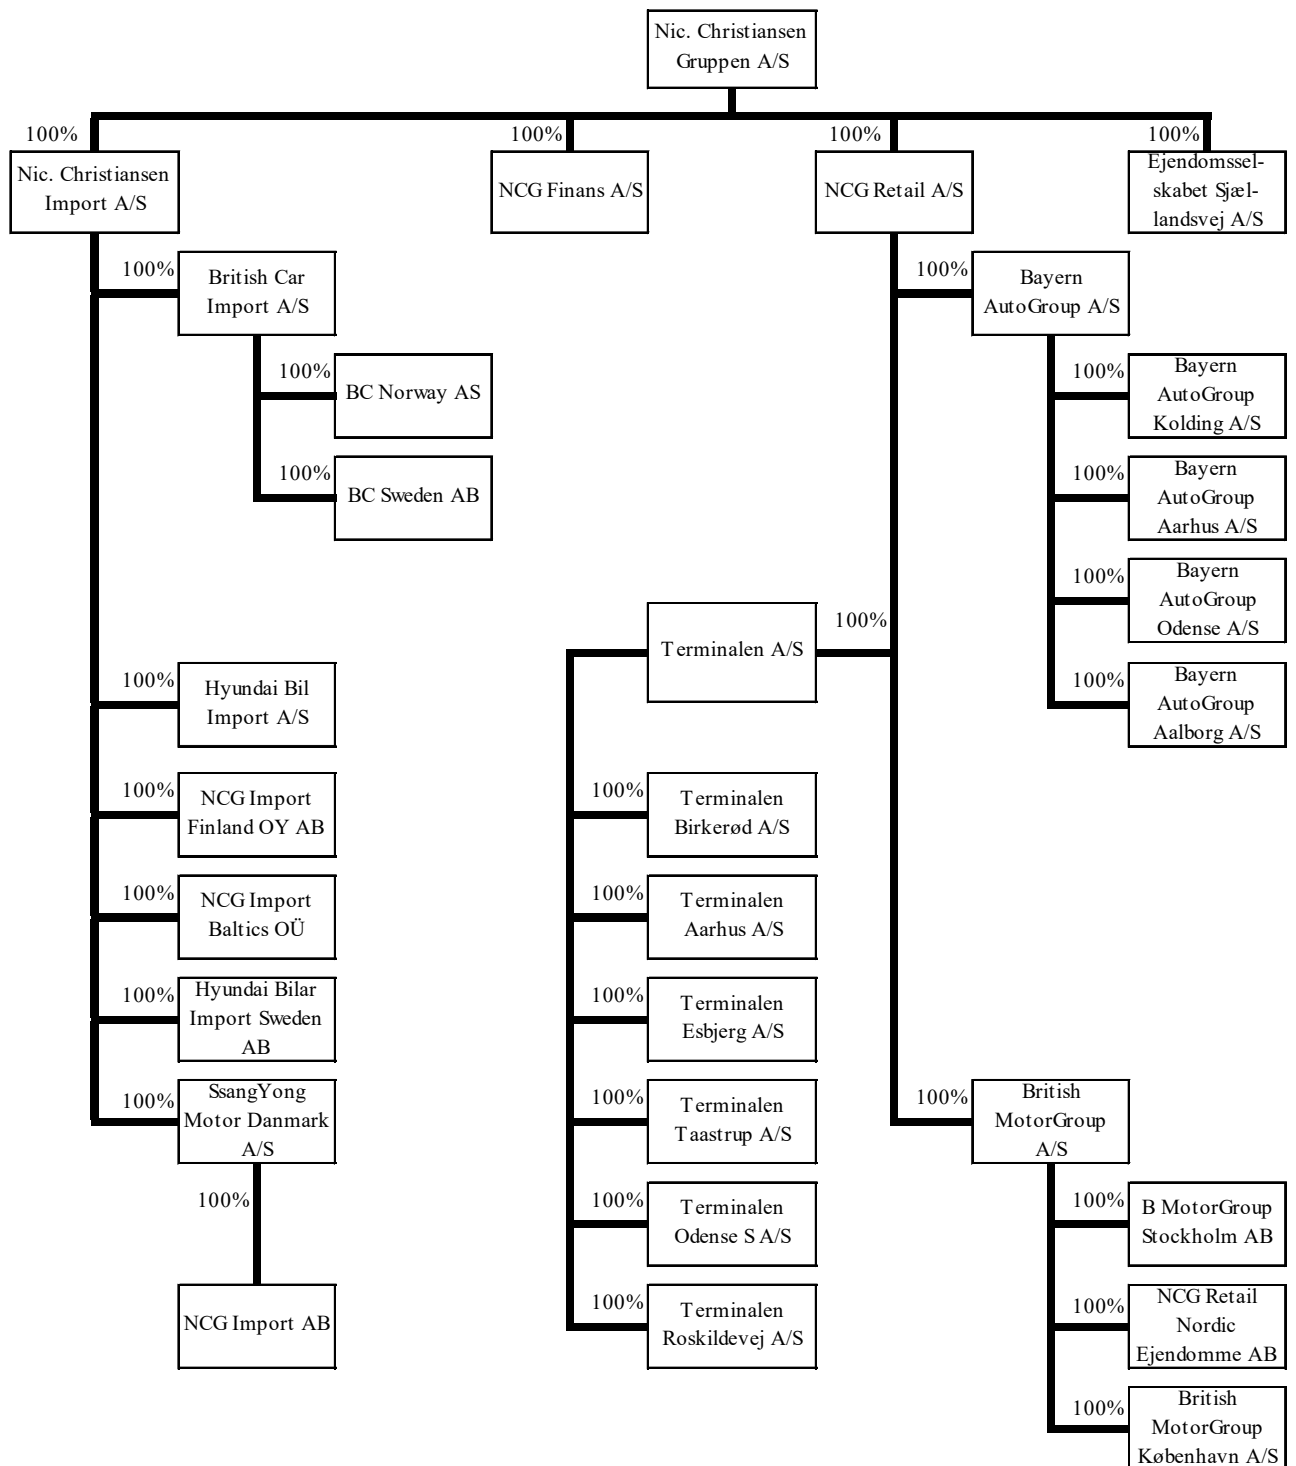 Nic. Christiansen
Gruppen A/S
100%
100%
100%
100%
Nic. Christiansen
Import A/S
NCG Finans A/S
NCG Retail A/S
Ejendomssel-
skabet Sjæl-
landsvej A/S
100%
British Car
Import A/S
100%
Bayern
AutoGroup A/S
100%
BC Norway AS
100%
Bayern
AutoGroup
Kolding A/S
100%
BC Sweden AB
100%
Bayern
AutoGroup
Aarhus A/S
100%
Bayern
AutoGroup
Odense A/S
Terminalen A/S
100%
100%
Hyundai Bil
Import A/S
100%
Bayern
AutoGroup
Aalborg A/S
100%
NCG Import
Finland OY AB
100%
Terminalen
Birkerød A/S
100%
NCG Import
Baltics OÜ
100%
Terminalen
Aarhus A/S
100%
Hyundai Bilar
Import Sweden
AB
100%
Terminalen
Esbjerg A/S
100%
SsangYong
Motor Danmark
A/S
100%
Terminalen
Taastrup A/S
100%
British
MotorGroup
A/S
100%
100%
Terminalen
Odense S A/S
100%
B MotorGroup
Stockholm AB
NCG Import AB
100%
Terminalen
Roskildevej A/S
100%
NCG Retail
Nordic
Ejendomme AB
100%
British
MotorGroup
København A/S